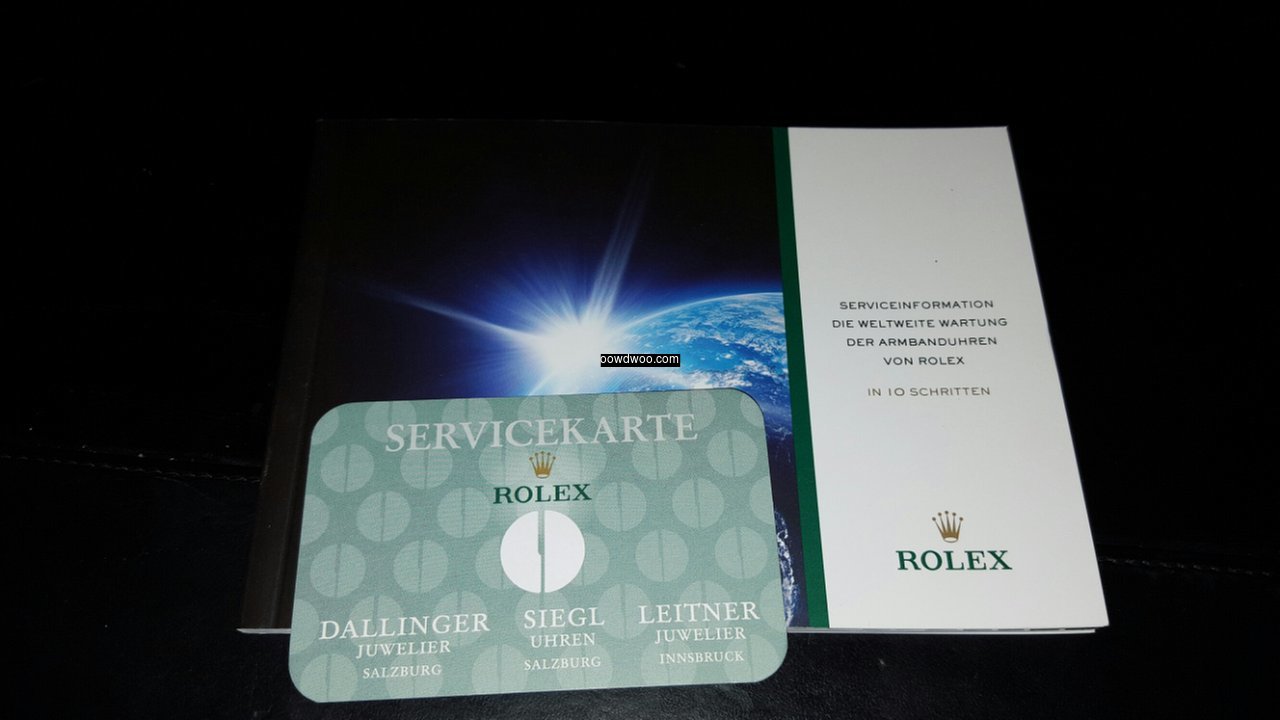 SERVICEINFORMATION
DIE WELTWEITE WARTUNG
DER ARMBANDUHREN
VON ROLEX
IN 10 SCHRITTEN
ROLEX
oowdwoo.com
SERVICEKARTE
ROLEX
DALLINGER
JUWELIER
SALZBURG
SIEGL
UHREN
SALZBURG
LEITNER
JUWELIER
INNSBRUCK